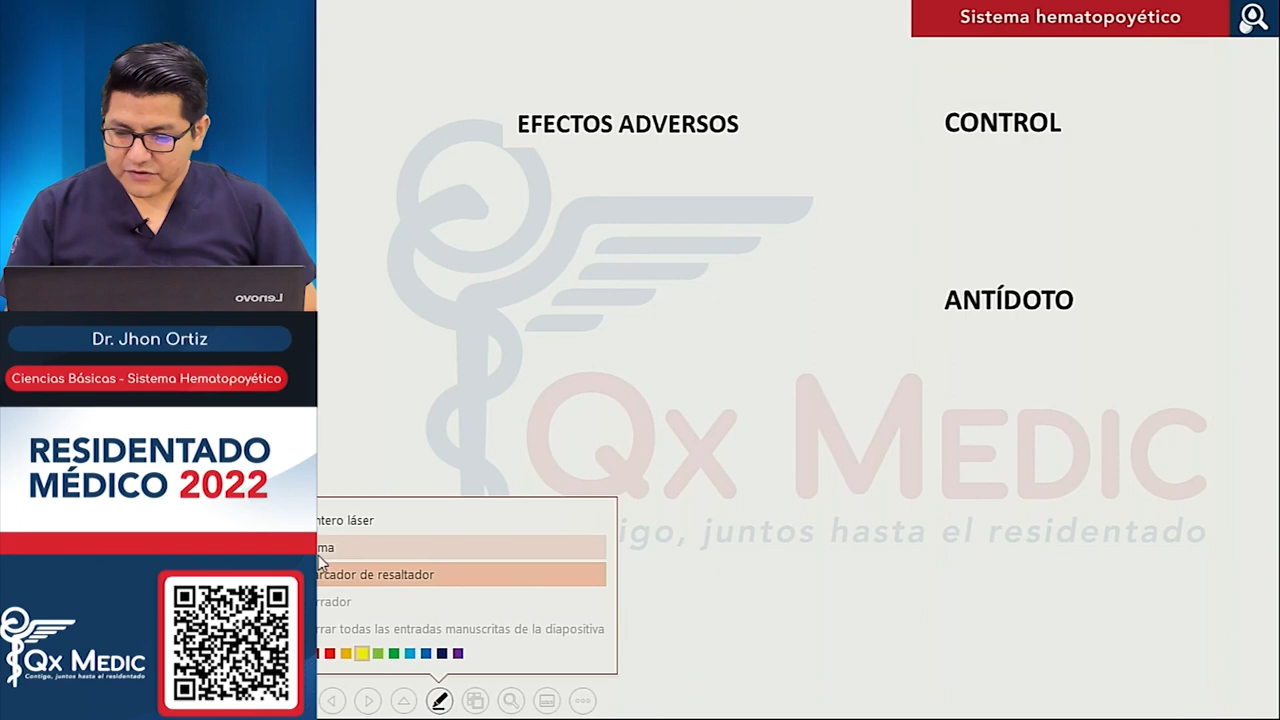 Sistema hematopoyético
EFECTOS ADVERSOS
CONTROL
ANTÍDOTO
Lenovo
Dr. Jhon Ortiz
Ciencias Básicas - Sistema Hematopoyético
RESIDENTADO
MÉDICO 2022
QX MEDIC
igo, juntos hasta el residentado
ntero láser
ma
arcador de resaltador
rrador
rrar todas las entradas manuscritas de la diapositiva
QX MEDIC
Contigo, juntos hasta el residentado